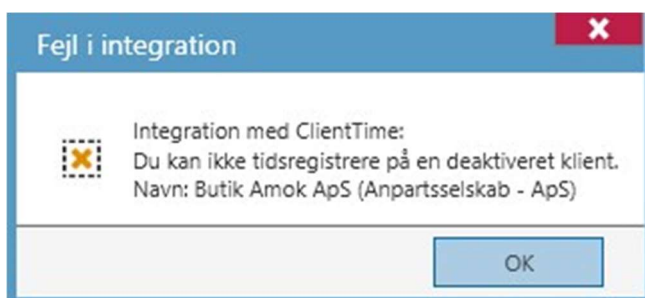 Fejl i integration
Integration med ClientTime:
Du kan ikke tidsregistrere på en deaktiveret klient.
Navn: Butik Amok ApS (Anpartsselskab - ApS)
OK